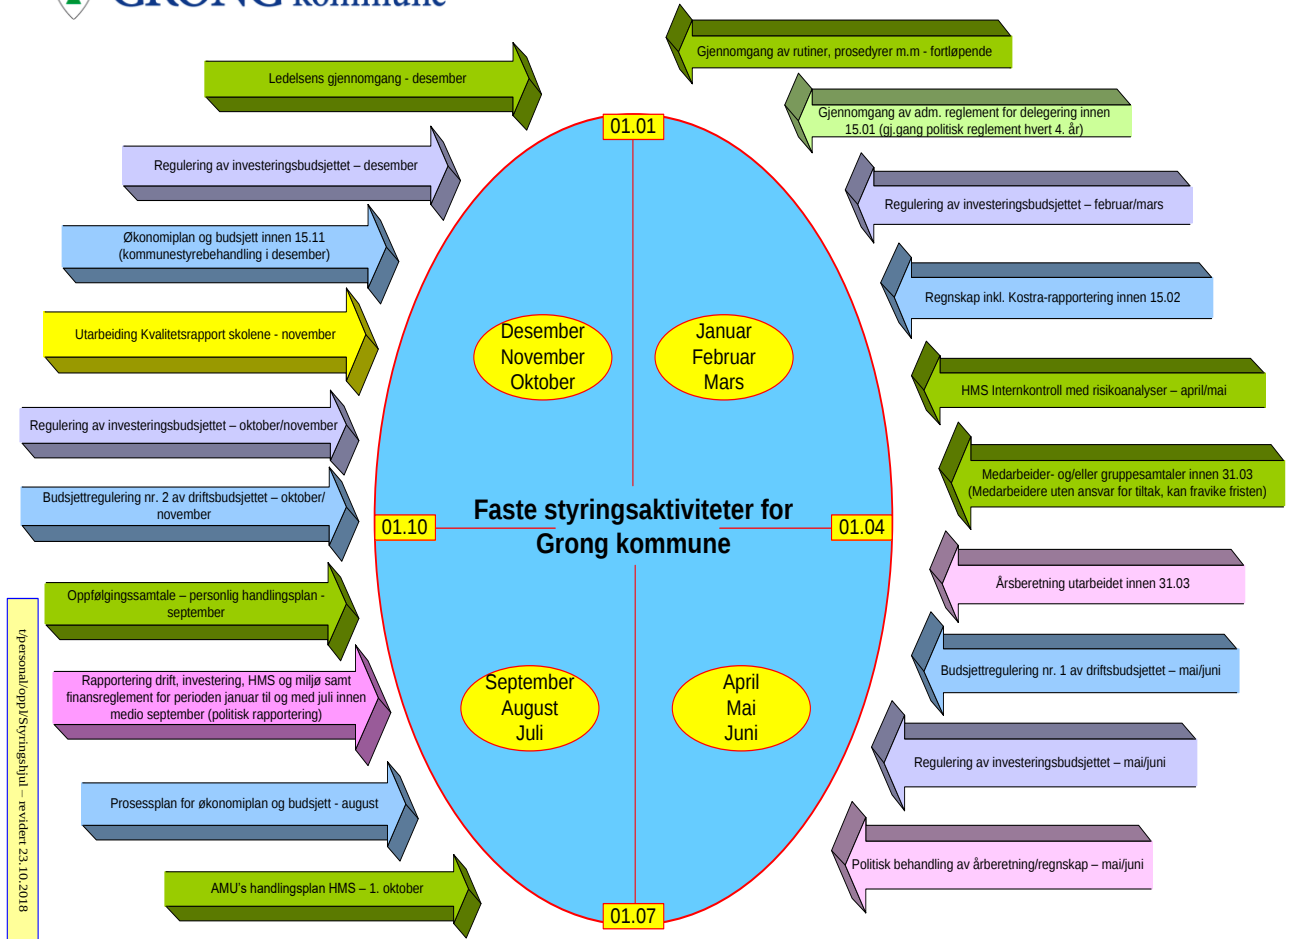 GRONG kommune
Gjennomgang av rutiner, prosedyrer m.m - fortløpende
Ledelsens gjennomgang - desember
Gjennomgang av adm. reglement for delegering innen
15.01 (gj.gang politisk reglement hvert 4. år)
01.01
Regulering av investeringsbudsjettet – desember
Regulering av investeringsbudsjettet – februar/mars
Økonomiplan og budsjett innen 15.11
(kommunestyrebehandling i desember)
Regnskap inkl. Kostra-rapportering innen 15.02
Utarbeiding Kvalitetsrapport skolene - november
Desember
November
Oktober
Januar
Februar
Mars
HMS Internkontroll med risikoanalyser – april/mai
Regulering av investeringsbudsjettet – oktober/november
Medarbeider- og/eller gruppesamtaler innen 31.03
(Medarbeidere uten ansvar for tiltak, kan fravike fristen)
Budsjettregulering nr. 2 av driftsbudsjettet – oktober/
november
01.10
Faste styringsaktiviteter for
Grong kommune
01.04
Årsberetning utarbeidet innen 31.03
Oppfølgingssamtale – personlig handlingsplan -
september
Budsjettregulering nr. 1 av driftsbudsjettet – mai/juni
Rapportering drift, investering, HMS og miljø samt
finansreglement for perioden januar til og med juli innen
medio september (politisk rapportering)
September
August
Juli
April
Mai
Juni
Regulering av investeringsbudsjettet – mai/juni
Prosessplan for økonomiplan og budsjett - august
Politisk behandling av årberetning/regnskap – mai/juni
AMU's handlingsplan HMS – 1. oktober
01.07
t/personal/oppl/Styringshjul – revidert 23.10.2018